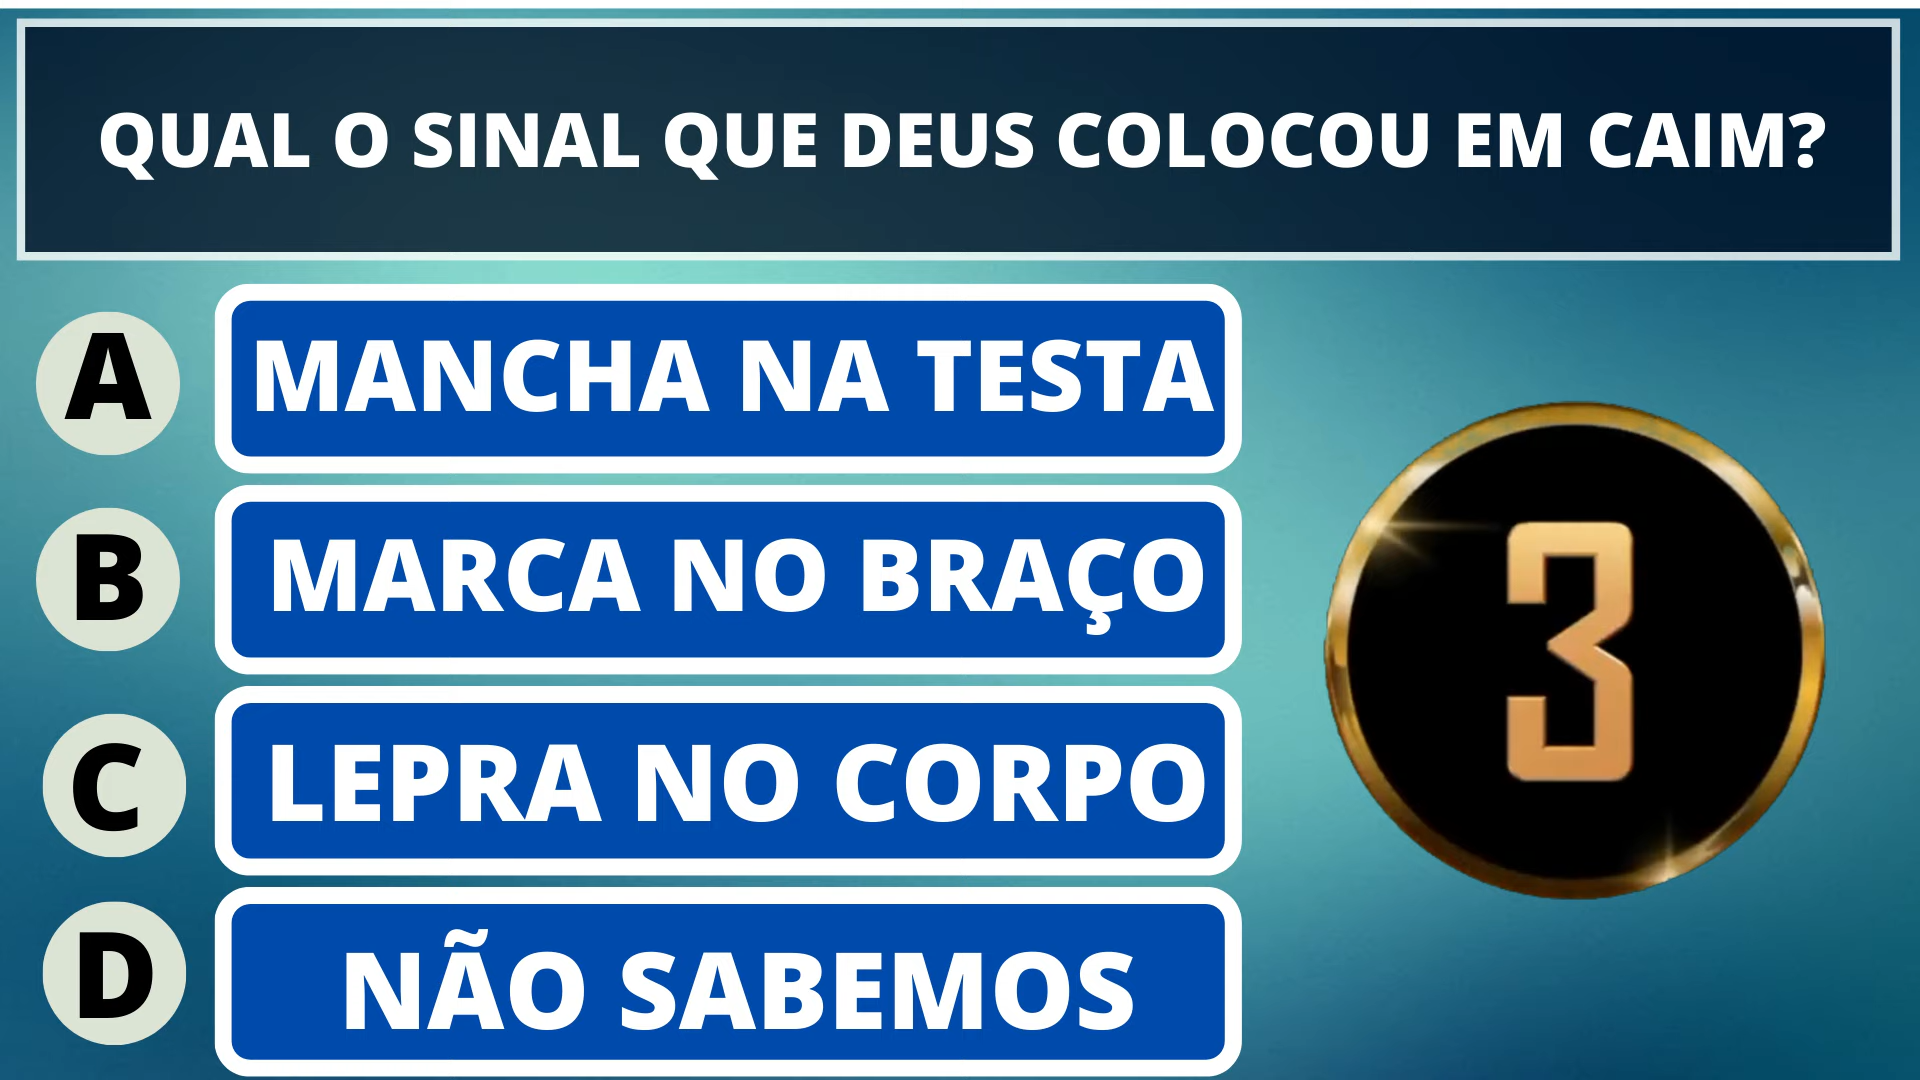 QUAL O SINAL QUE DEUS COLOCOU EM CAIM?
A MANCHA NA TESTA
B MARCA NO BRAÇO
3
C LEPRA NO CORPO
D NÃO SABEMOS